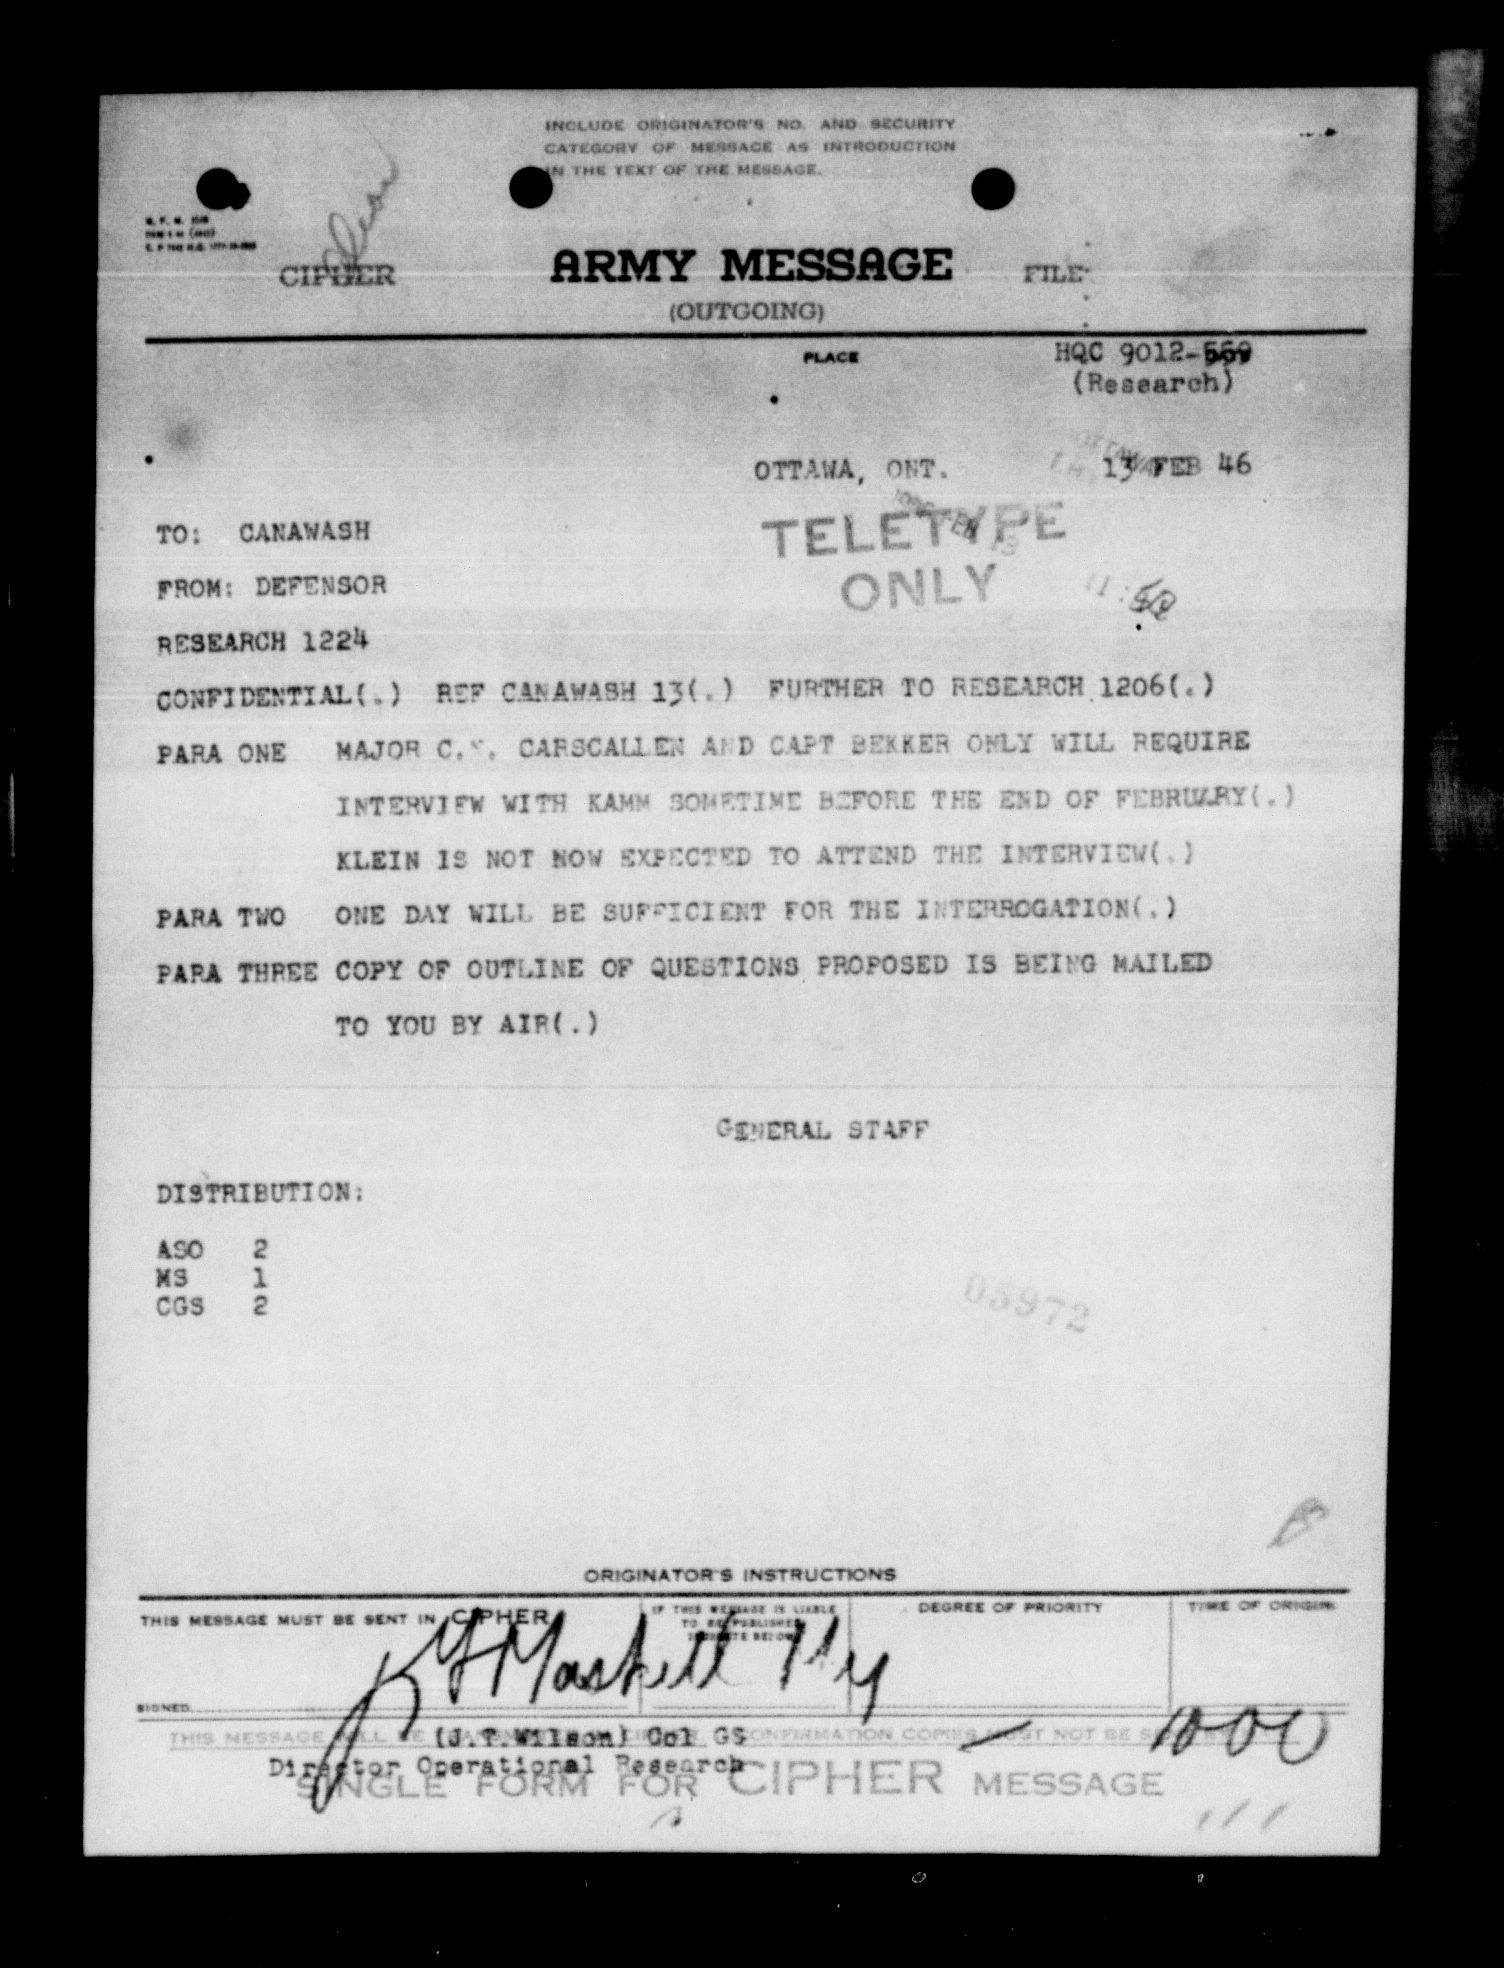 INCLUDE ORIGINATOR'S NO. AND SECURITY
CATEGORY OF MESSAGE AS INTRODUCTION
IN THE TEXT OF THE MESSAGE.
CIPHER
ARMY MESSAGE
FILE
(OUTGOING)
PLACE
HQC 9012-
(Research)
OTTAWA, ONT. 13 FEB 46
TO: CANAWASH
TELETYPE
FROM: DEFENSOR
ONLY
RESEARCH 1224
CONFIDENTIAL(.) REF CANAWASH 13(.) FURTHER TO RESEARCH 1206(.)
PARA ONE MAJOR C. CARSCALLEN AND CAPT BEKKER ONLY WILL REQUIRE
INTERVIEW WITH KAMM SOMETIME BEFORE THE END OF FEBRUARY(.)
KLEIN IS NOT NOW EXPECTED TO ATTEND THE INTERVIEW(.)
PARA TWO ONE DAY WILL BE SUFFICIENT FOR THE INTERROGATION(.)
PARA THREE COPY OF OUTLINE OF QUESTIONS PROPOSED IS BEING MAILED
TO YOU BY AIR(.)
GENERAL STAFF
DISTRIBUTION:
ASO 2
MS 1
CGS 2
ORIGINATOR'S INSTRUCTIONS
THIS MESSAGE MUST BE SENT IN CIPHER
IF THIS MESSAGE IS LIABLE
DEGREE OF PRIORITY
TIME OF ORIGIN
SIGNED
1000
(J.T.Wilson) Col GS
Director Operational Research
SINGLE FORM FOR CIPHER MESSAGE